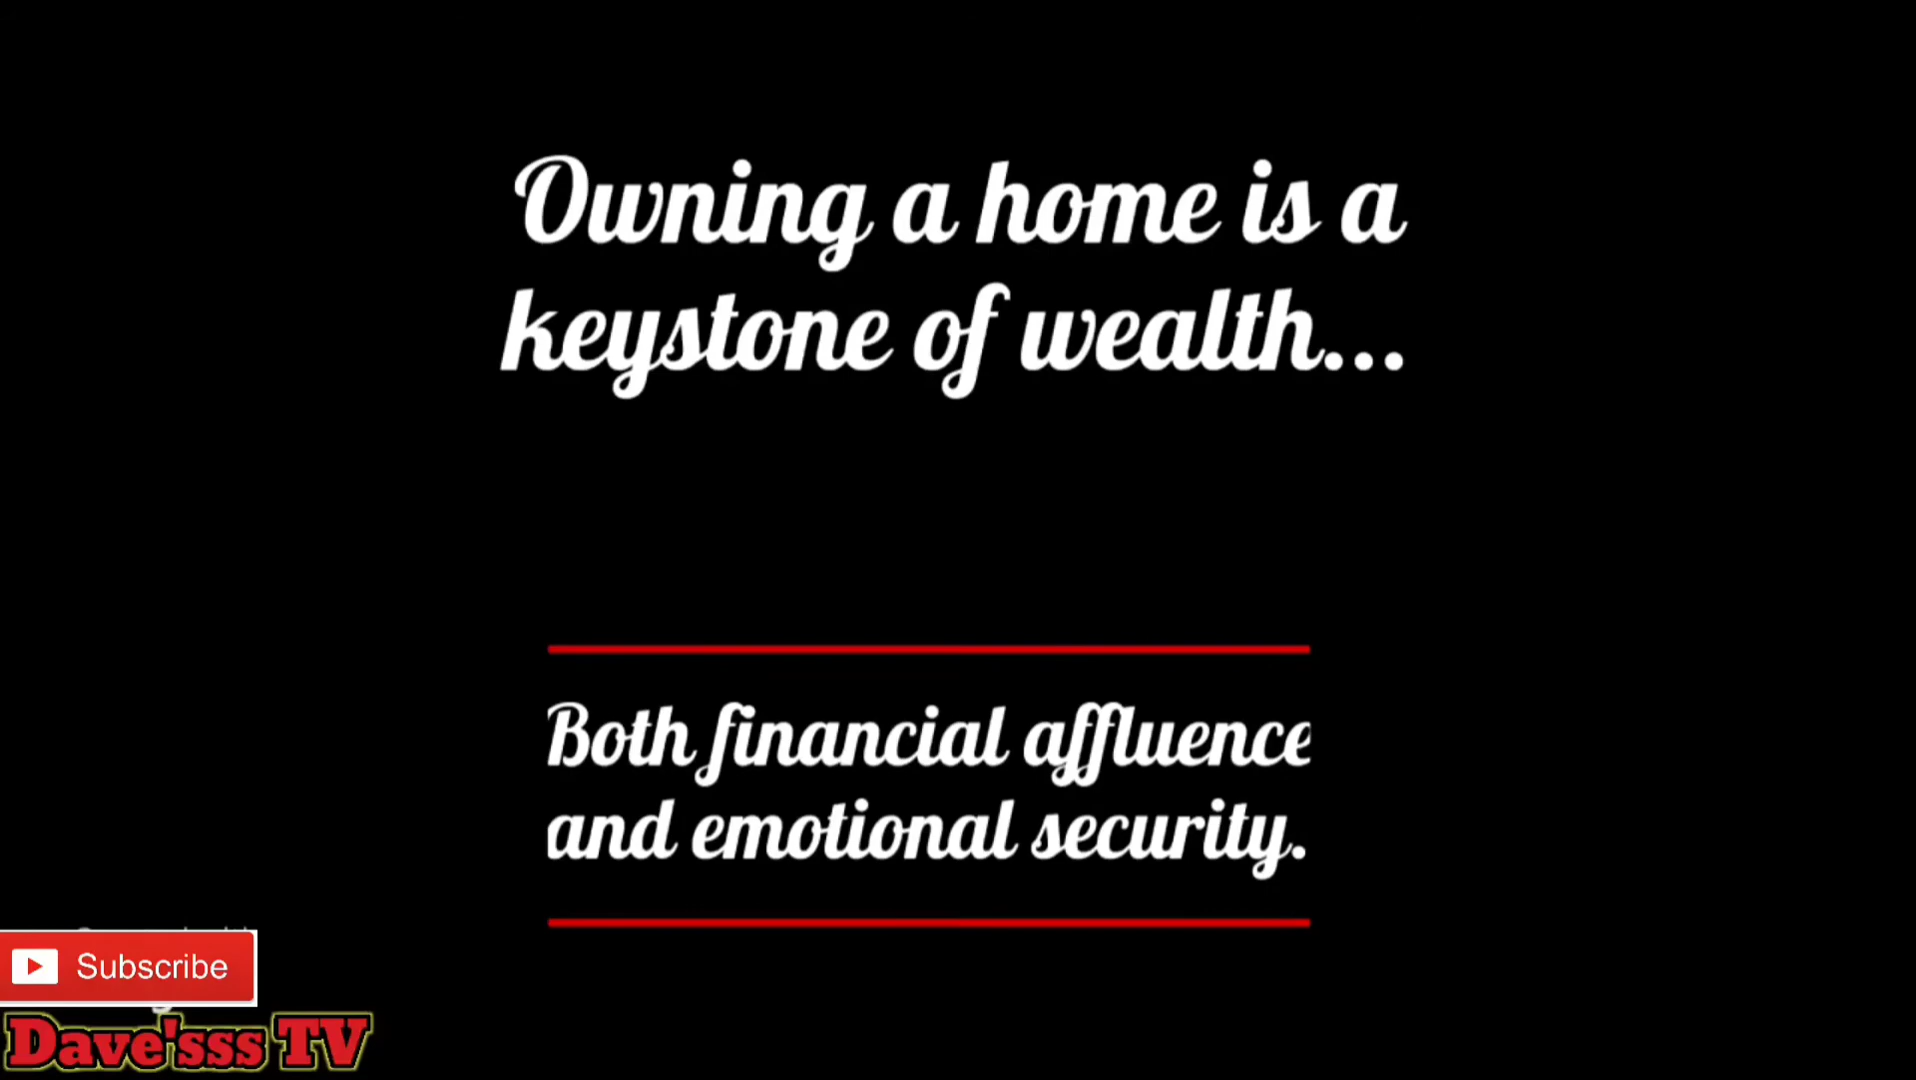 Owning a home is a
keystone of wealth...
Both financial affluence
and emotional security.
Subscribe
Dave'sss TV